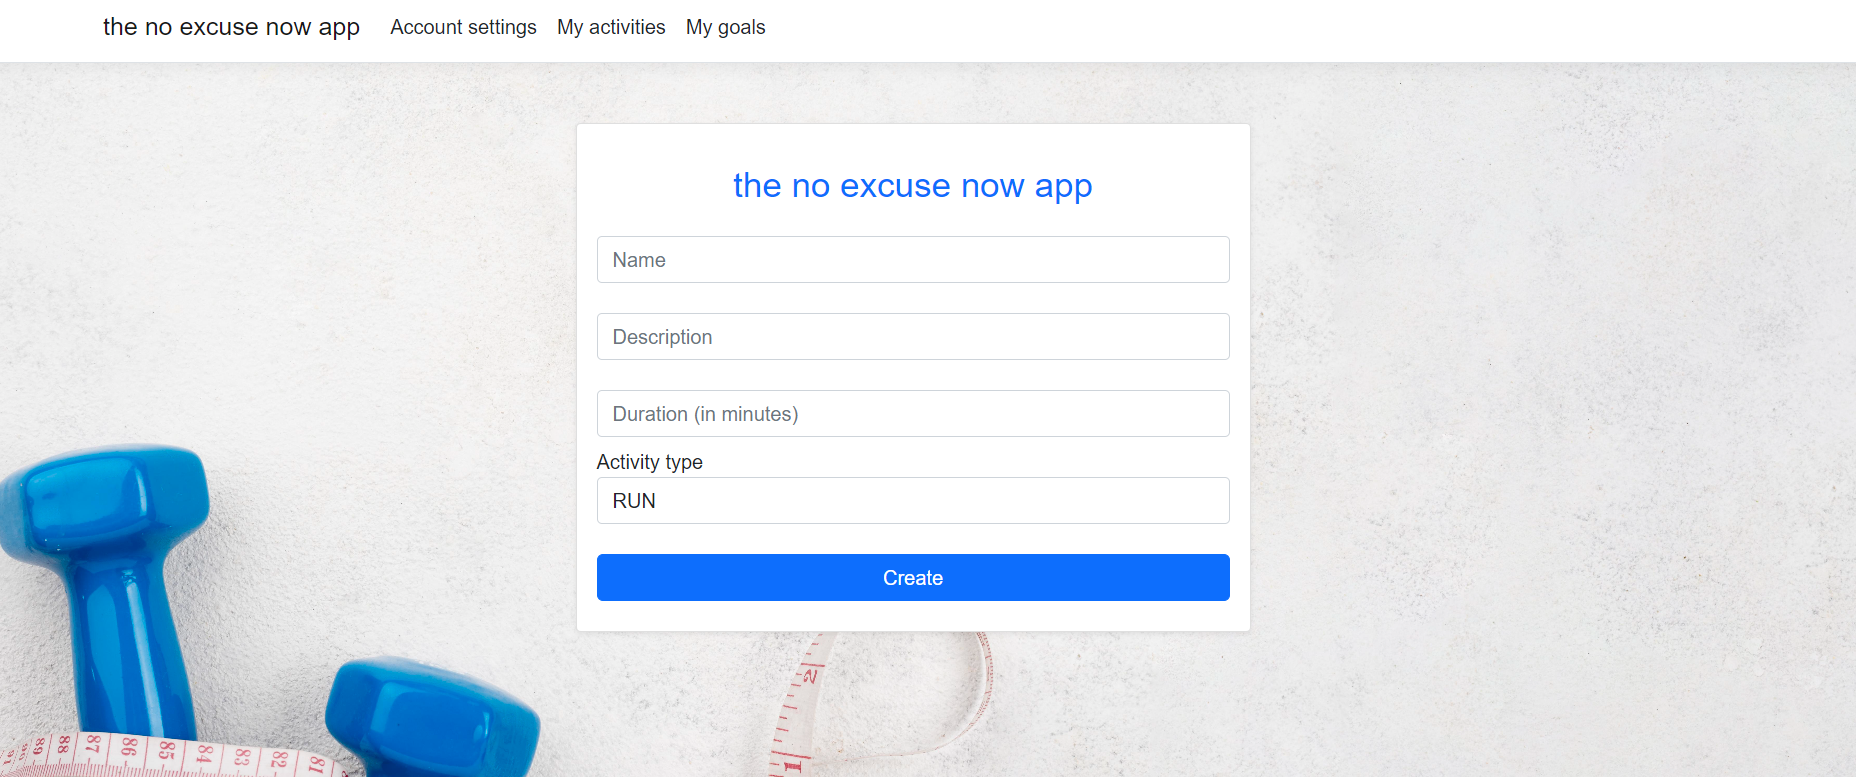 the no excuse now app Account settings My activities My goals
the no excuse now app
Name
Description
Duration (in minutes)
Activity type
RUN
Create
2
1
89 88 87 86 85 84 83 82 81